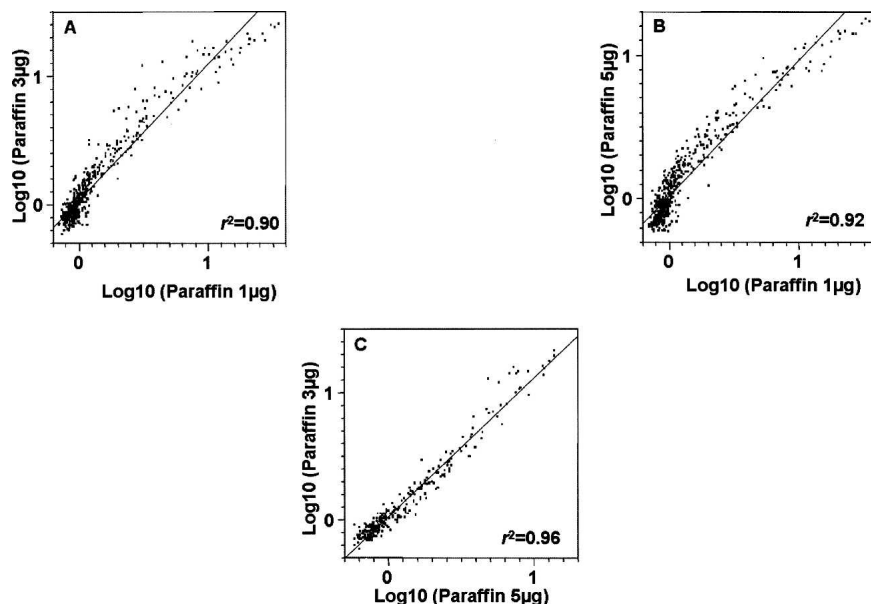 A
Log10 (Paraffin 3µg)
1
0
r²=0.90
0
1
Log10 (Paraffin 1µg)
B
Log10 (Paraffin 5µg)
1
0
r²=0.92
0
1
Log10 (Paraffin 1µg)
C
Log10 (Paraffin 3µg)
1
0
r²=0.96
0
1
Log10 (Paraffin 5µg)